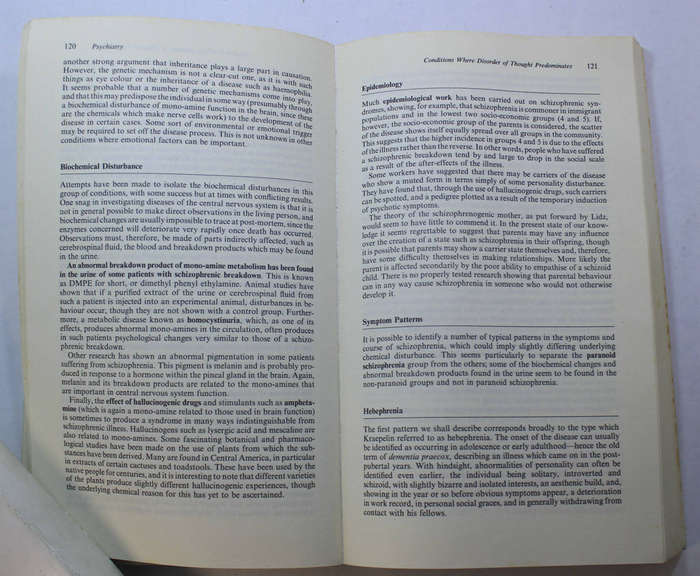 120 Psychiatry
another strong argument that inheritance plays a large part in causation.
However, the genetic mechanism is not a clear-cut one, as it is with such
things as eye colour or the inheritance of a disease such as haemophilia.
It seems probable that a number of genetic mechanisms come into play,
and that this may predispose the individual in some way (presumably through
a biochemical disturbance of mono-amine function in the brain, since these
are the chemicals which make nerve cells work) to the development of the
disease in certain cases. Some sort of environmental or emotional trigger
may be required to set off the disease process. This is not unknown in other
conditions where emotional factors can be important.
Biochemical Disturbance
Attempts have been made to isolate the biochemical disturbances in this
group of conditions, with some success but at times with conflicting results.
One snag in investigating diseases of the central nervous system is that it is
not in general possible to make direct observations in the living person, and
biochemical changes are usually impossible to trace at post-mortem, since the
enzymes concerned will deteriorate very rapidly once death has occurred.
Observations must, therefore, be made of parts indirectly affected, such as
cerebrospinal fluid, the blood and breakdown products which may be found
in the urine.
An abnormal breakdown product of mono-amine metabolism has been found
in the urine of some patients with schizophrenic breakdown. This is known
as DMPE for short, or dimethyl phenyl ethylamine. Animal studies have
shown that if a purified extract of the urine or cerebrospinal fluid from
such a patient is injected into an experimental animal, disturbances in be-
haviour occur, though they are not shown with a control group. Further-
more, a metabolic disease known as homocystinuria, which, as one of its
effects, produces abnormal mono-amines in the circulation, often produces
in such patients psychological changes very similar to those of a schizo-
phrenic breakdown.
Other research has shown an abnormal pigmentation in some patients
suffering from schizophrenia. This pigment is melanin and is probably pro-
duced in response to a hormone within the pineal gland in the brain. Again,
melanin and its breakdown products are related to the mono-amines that
are important in central nervous system function.
Finally, the effect of hallucinogenic drugs and stimulants such as ampheta-
mine (which is again a mono-amine related to those used in brain function)
is sometimes to produce a syndrome in many ways indistinguishable from
schizophrenic illness. Hallucinogens such as lysergic acid and mescaline are
also related to mono-amines. Some fascinating botanical and pharmaco-
logical studies have been made on the use of plants from which the sub-
stances have been derived. Many are found in Central America, in particular
in extracts of certain cactuses and toadstools. These have been used by the
native people for centuries, and it is interesting to note that different varieties
of the plants produce slightly different hallucinogenic experiences, though
the underlying chemical reason for this has yet to be ascertained.
Conditions Where Disorder of Thought Predominates 121
Epidemiology
Much epidemiological work has been carried out on schizophrenic syn-
dromes, showing, for example, that schizophrenia is commoner in immigrant
populations and in the lowest two socio-economic groups (4 and 5). If,
however, the socio-economic group of the parents is considered, the scatter
of the disease shows itself equally spread over all groups in the community.
This suggests that the higher incidence in groups 4 and 5 is due to the effects
of the illness rather than the reverse. In other words, people who have suffered
a schizophrenic breakdown tend by and large to drop in the social scale
as a result of the after-effects of the illness.
Some workers have suggested that there may be carriers of the disease
who show a muted form in terms simply of some personality disturbance.
They have found that, through the use of hallucinogenic drugs, such carriers
can be spotted, and a pedigree plotted as a result of the temporary induction
of psychotic symptoms.
The theory of the schizophrenogenic mother, as put forward by Lidz,
would seem to have little to commend it. In the present state of our know-
ledge it seems regrettable to suggest that parents may have any influence
over the creation of a state such as schizophrenia in their offspring, though
it is possible that parents may show a carrier state themselves and, therefore,
have some difficulty themselves in making relationships. More likely the
parent is affected secondarily by the poor ability to empathise of a schizoid
child. There is no properly tested research showing that parental behaviour
can in any way cause schizophrenia in someone who would not otherwise
develop it.
Symptom Patterns
It is possible to identify a number of typical patterns in the symptoms and
course of schizophrenia, which could imply slightly differing underlying
chemical disturbance. This seems particularly to separate the paranoid
schizophrenia group from the others; some of the biochemical changes and
abnormal breakdown products found in the urine seem to be found in the
non-paranoid groups and not in paranoid schizophrenia.
Hebephrenia
The first pattern we shall describe corresponds broadly to the type which
Kraepelin referred to as hebephrenia. The onset of the disease can usually
be identified as occurring in adolescence or early adulthood—hence the old
term of dementia praecox, describing an illness which came on in the post-
pubertal years. With hindsight, abnormalities of personality can often be
identified even earlier, the individual being solitary, introverted and
schizoid, with slightly bizarre and isolated interests, an aesthenic build, and,
showing in the year or so before obvious symptoms appear, a deterioration
in work record, in personal social graces, and in generally withdrawing from
contact with his fellows.